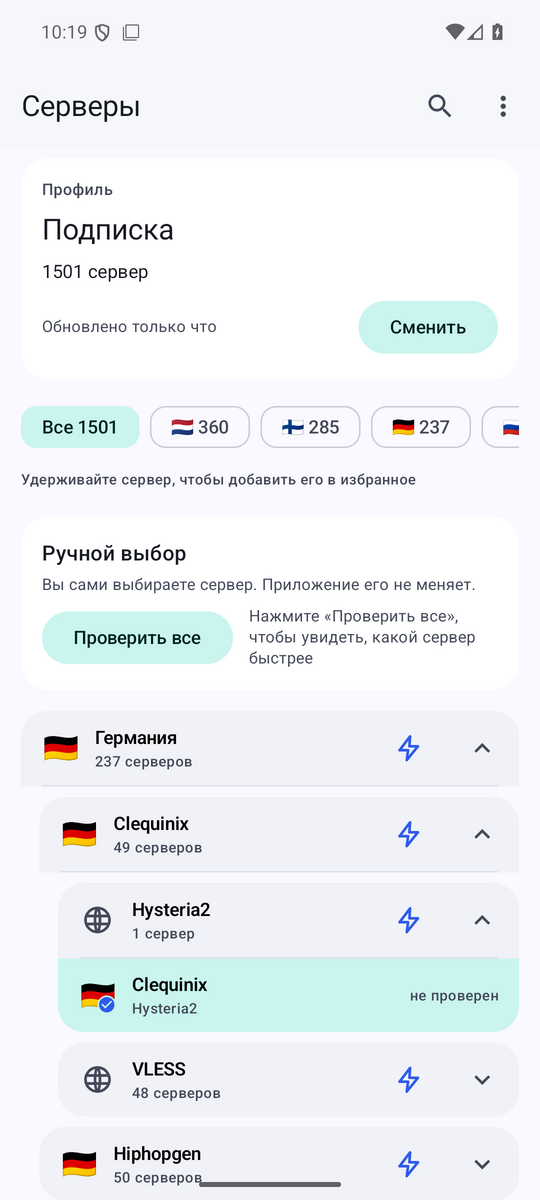 10:19
Серверы
Профиль
Подписка
1501 сервер
Обновлено только что
Сменить
Все 1501
360
285
237
Удерживайте сервер, чтобы добавить его в избранное
Ручной выбор
Вы сами выбираете сервер. Приложение его не меняет.
Проверить все
Нажмите «Проверить все»,
чтобы увидеть, какой сервер
быстрее
Германия
237 серверов
Clequinix
49 серверов
Hysteria2
1 сервер
Clequinix
Hysteria2
не проверен
VLESS
48 серверов
Hiphopgen
50 серверов